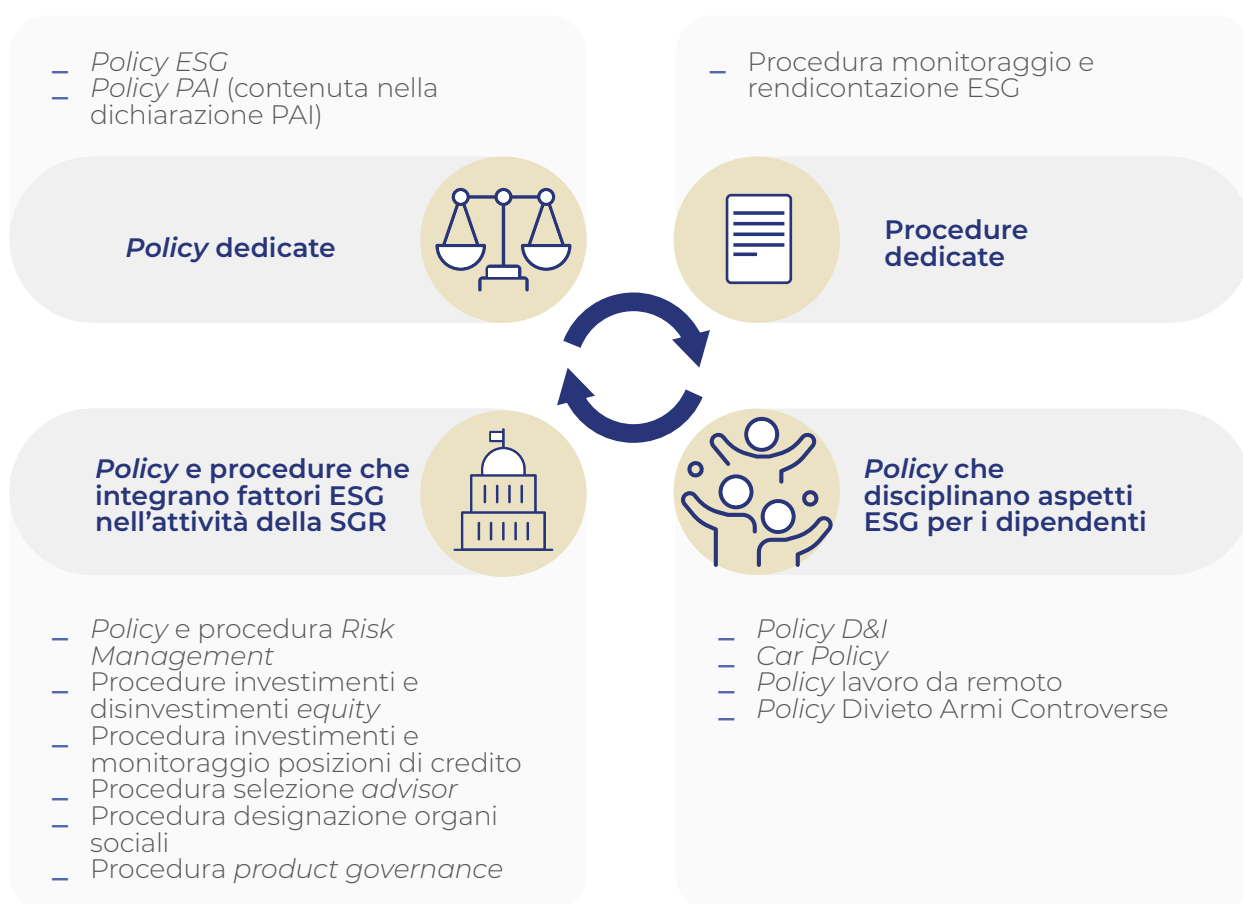 _ Policy ESG
_ Policy PAI (contenuta nella
dichiarazione PAI)
Policy dedicate
_ Procedura monitoraggio e
rendicontazione ESG
Procedure
dedicate
Policy e procedure che
integrano fattori ESG
nell'attività della SGR
_ Policy e procedura Risk
Management
_ Procedure investimenti e
disinvestimenti equity
_ Procedura investimenti e
monitoraggio posizioni di credito
_ Procedura selezione advisor
_ Procedura designazione organi
sociali
_ Procedura product governance
Policy che
disciplinano aspetti
ESG per i dipendenti
_ Policy D&I
_ Car Policy
_ Policy lavoro da remoto
_ Policy Divieto Armi Controverse